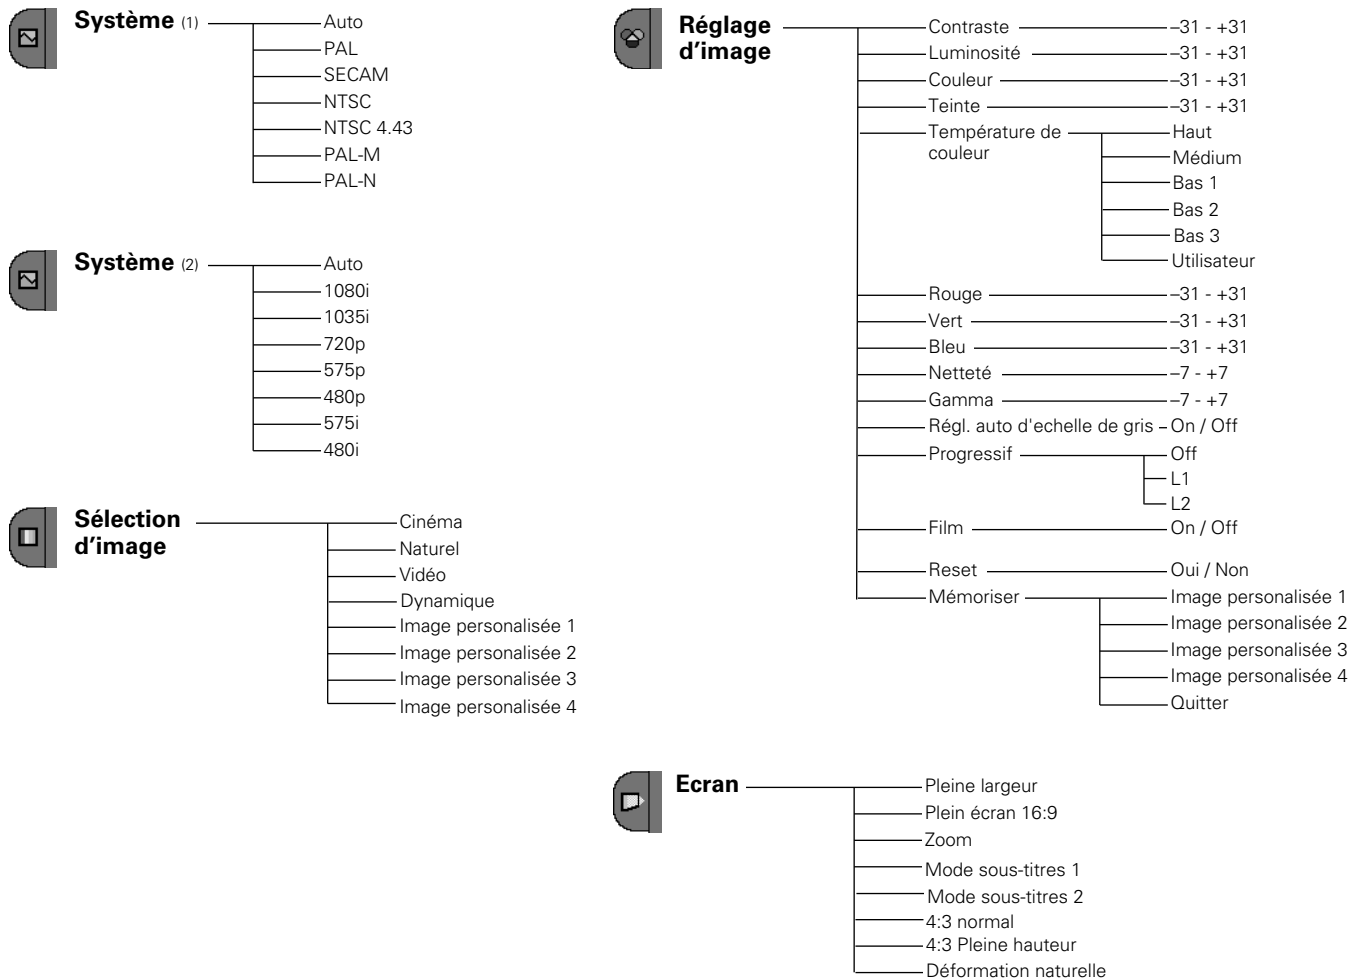 Système (1)
Auto
PAL
SECAM
NTSC
NTSC 4.43
PAL-M
PAL-N
Système (2)
Auto
1080i
1035i
720p
575p
480p
575i
480i
Sélection
d'image
Cinéma
Naturel
Vidéo
Dynamique
Image personalisée 1
Image personalisée 2
Image personalisée 3
Image personalisée 4
Réglage
d'image
Contraste –31 - +31
Luminosité –31 - +31
Couleur –31 - +31
Teinte –31 - +31
Température de
couleur
Haut
Médium
Bas 1
Bas 2
Bas 3
Utilisateur
Rouge –31 - +31
Vert –31 - +31
Bleu –31 - +31
Netteté –7 - +7
Gamma –7 - +7
Régl. auto d'echelle de gris On / Off
Progressif Off
L1
L2
Film On / Off
Reset Oui / Non
Mémoriser Image personalisée 1
Image personalisée 2
Image personalisée 3
Image personalisée 4
Quitter
Ecran
Pleine largeur
Plein écran 16:9
Zoom
Mode sous-titres 1
Mode sous-titres 2
4:3 normal
4:3 Pleine hauteur
Déformation naturelle